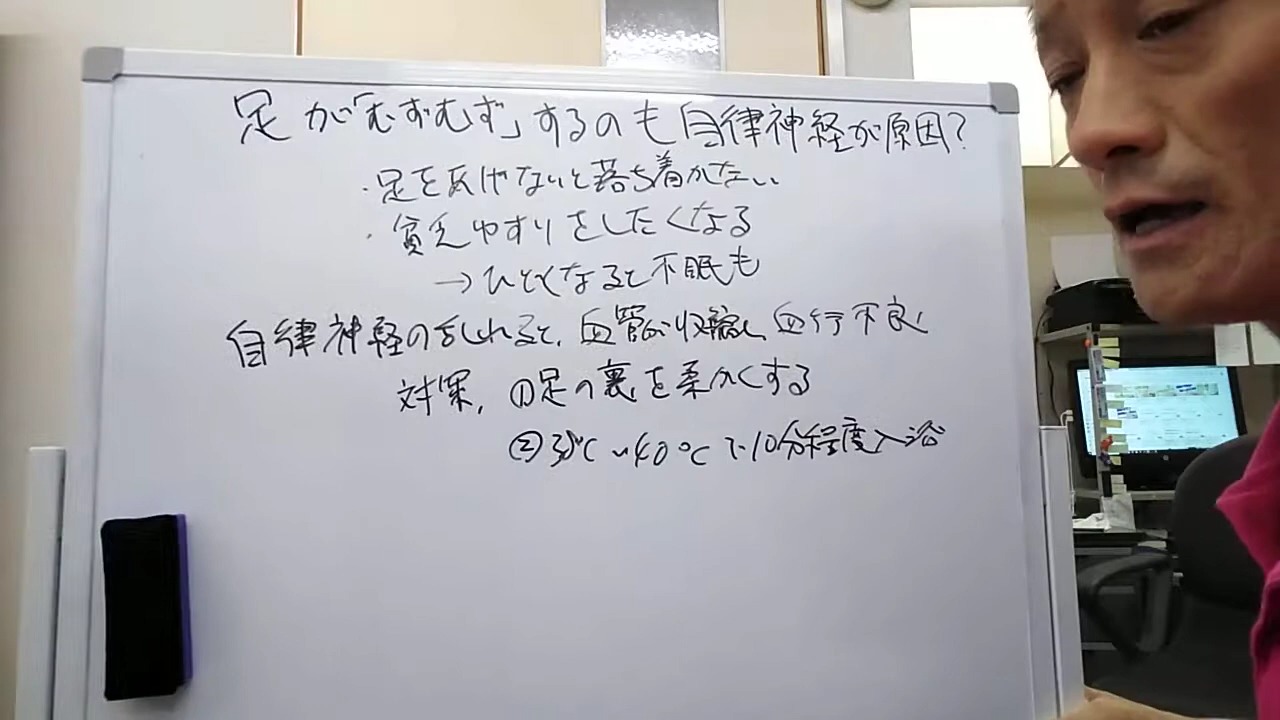 足が「むずむず」するのも自律神経が原因?
・足をあげないと落ち着かない
・貧乏ゆすりをしたくなる
→ひどくなると不眠も
自律神経の乱れると、血管が収縮し血行不良
対策、①足の裏を柔かくする
②38℃~40℃で10分程度入浴